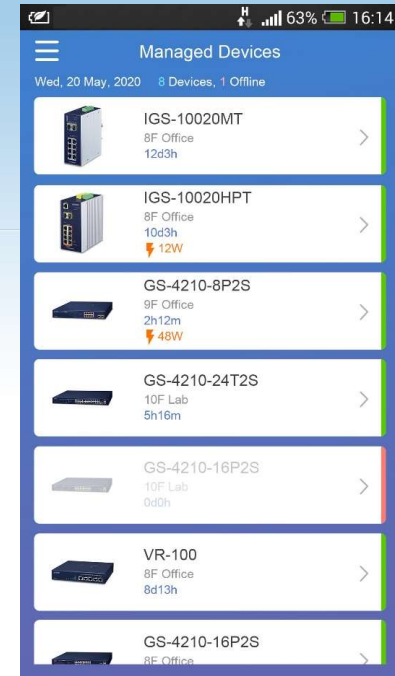 H 63% 16:14
Managed Devices
Wed, 20 May, 2020 8 Devices, 1 Offline
IGS-10020MT
8F Office
12d3h
IGS-10020HPT
8F Office
10d3h
12W
GS-4210-8P2S
9F Office
2h12m
48W
GS-4210-24T2S
10F Lab
5h16m
GS-4210-16P2S
10F Lab
0d0h
VR-100
8F Office
8d13h
GS-4210-16P2S
8F Office